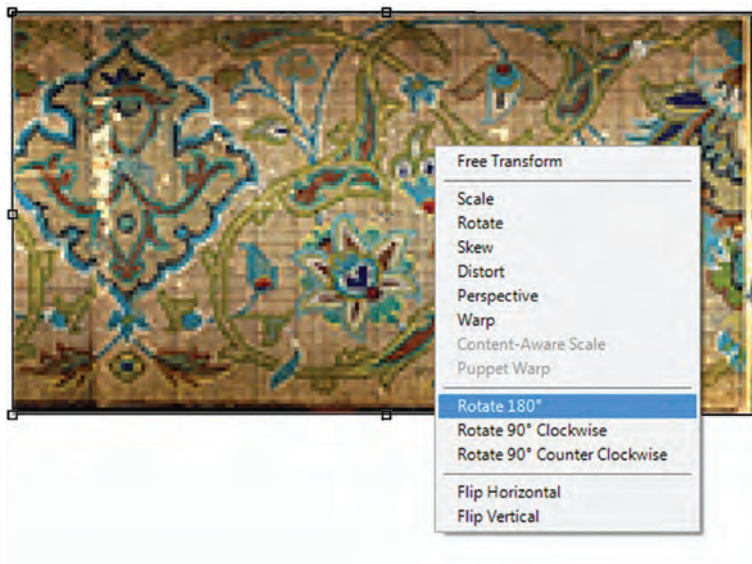 Free Transform
Scale
Rotate
Skew
Distort
Perspective
Warp
Content-Aware Scale
Puppet Warp
Rotate 180°
Rotate 90° Clockwise
Rotate 90° Counter Clockwise
Flip Horizontal
Flip Vertical